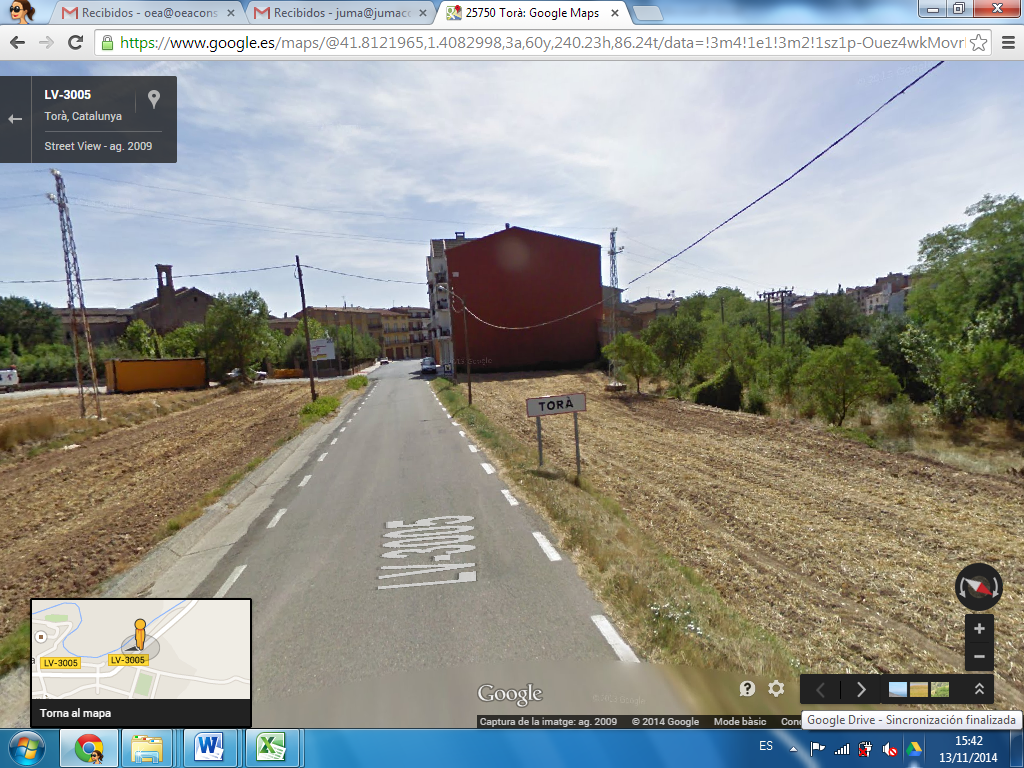 Recibidos - oea@oeacons
Recibidos - juma@jumacc
25750 Torà: Google Maps
https://www.google.es/maps/@41.8121965,1.4082998,3a,60y,240.23h,86.24t/data=!3m4!1e1!3m2!1sz1p-Ouez4wkMovr
LV-3005
Torà, Catalunya
Street View - ag. 2009
TORÀ
LV-3005
LV-3005
LV-3005
Torna al mapa
Google
Captura de la imatge: ag. 2009
© 2014 Google
Mode bàsic
Conc
Google Drive - Sincronización finalizada
ES
15:42
13/11/2014